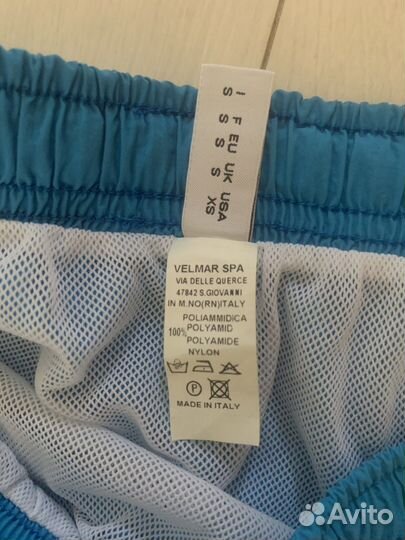 I F EU UK USA
S S S S XS
VELMAR SPA
VIA DELLE QUERCE
47842 S.GIOVANNI
IN M.NO(RN)ITALY
POLIAMMIDICA
100% POLYAMID
POLYAMIDE
NYLON
P
MADE IN ITALY
Avito